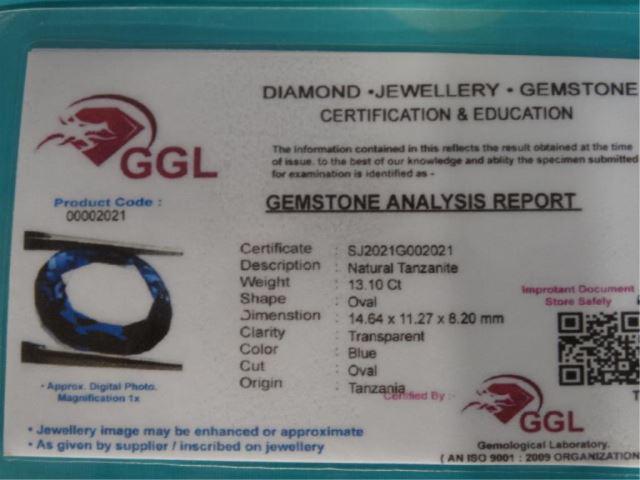 DIAMOND •JEWELLERY • GEMSTONE
CERTIFICATION & EDUCATION
The information contained in this reflects the result obtained at the time
of issue. to the best of our knowledge and ablity the specimen submitted
for examination is identified as -
GGL
Product Code :
00002021
GEMSTONE ANALYSIS REPORT
Certificate : SJ2021G002021
Description : Natural Tanzanite
Weight : 13.10 Ct
Shape : Oval
Dimenstion : 14.64 x 11.27 x 8.20 mm
Clarity : Transparent
Color : Blue
Cut : Oval
Origin : Tanzania
Improtant Document
Store Safely
• Approx. Digital Photo.
Magnification 1x
Certified By :-
GGL
• Jewellery image may be enhanced or approximate
• As given by supplier / inscribed on jewellery
Gemological Laboratory.
( AN ISO 9001 : 2009 ORGANIZATION